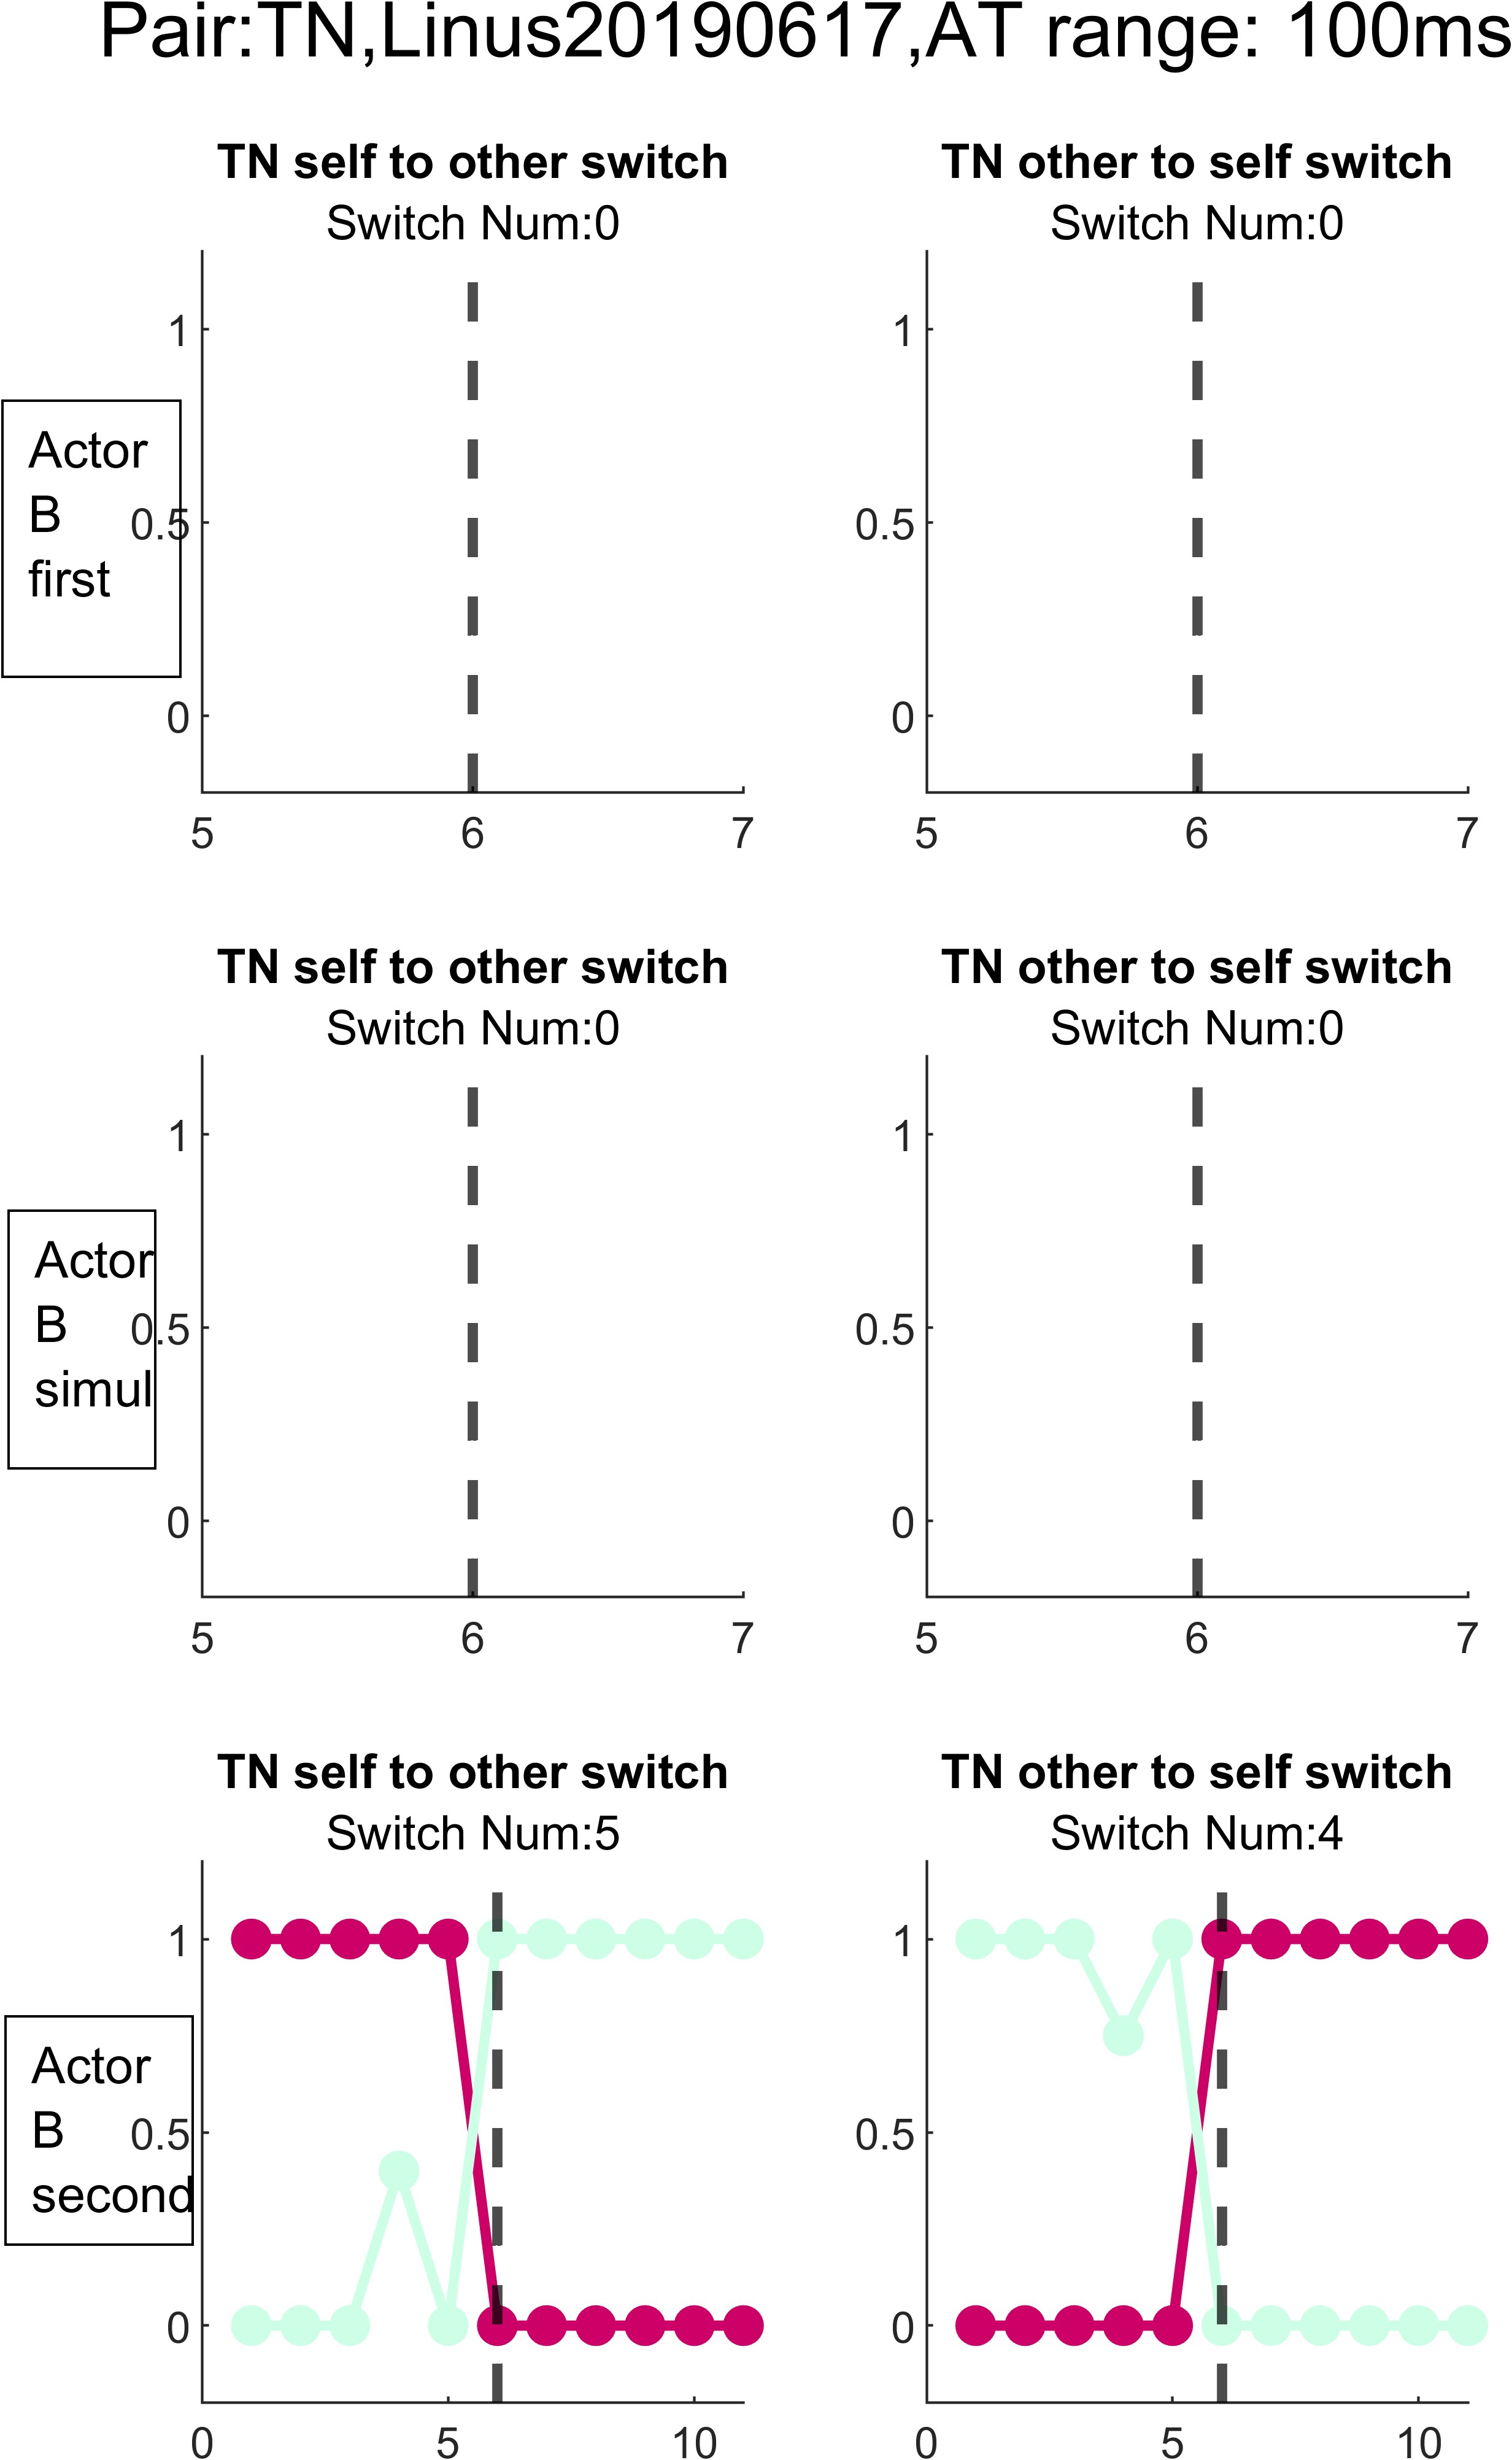 Pair:TN,Linus20190617,AT range: 100ms
TN self to other switch
Switch Num:0
TN other to self switch
Switch Num:0
Actor
B
first
1
0.5
0
5 6 7
1
0.5
0
5 6 7
TN self to other switch
Switch Num:0
TN other to self switch
Switch Num:0
Actor
B
simul
1
0.5
0
5 6 7
1
0.5
0
5 6 7
TN self to other switch
Switch Num:5
TN other to self switch
Switch Num:4
Actor
B
second
1
0.5
0
0 5 10
1
0.5
0
0 5 10